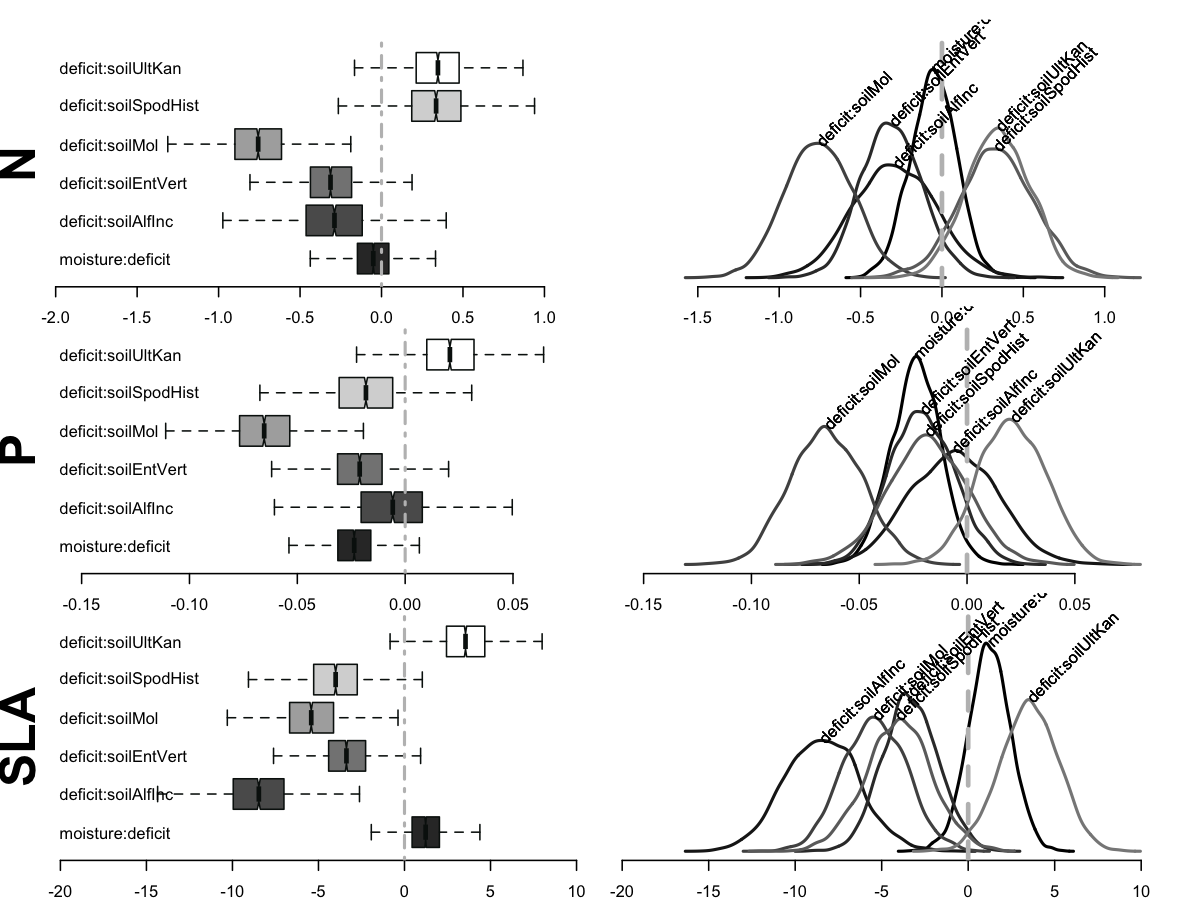 N
deficit:soilUltKan
deficit:soilSpodHist
deficit:soilMol
deficit:soilEntVert
deficit:soilAlfInc
moisture:deficit
-2.0 -1.5 -1.0 -0.5 0.0 0.5 1.0
deficit:soilMol
deficit:soilEntVert
deficit:soilAlfInc
moisture:d
deficit:soilUltKan
deficit:soilSpodHist
-1.5 -1.0 -0.5 0.0 0.5 1.0
P
deficit:soilUltKan
deficit:soilSpodHist
deficit:soilMol
deficit:soilEntVert
deficit:soilAlfInc
moisture:deficit
-0.15 -0.10 -0.05 0.00 0.05
deficit:soilMol
moisture:d
deficit:soilEntVert
deficit:soilSpodHist
deficit:soilAlfInc
deficit:soilUltKan
-0.15 -0.10 -0.05 0.00 0.05
SLA
deficit:soilUltKan
deficit:soilSpodHist
deficit:soilMol
deficit:soilEntVert
deficit:soilAlfInc
moisture:deficit
-20 -15 -10 -5 0 5 10
deficit:soilAlfInc
deficit:soilMol
deficit:soilEntVert
deficit:soilSpodHist
moisture:d
deficit:soilUltKan
-20 -15 -10 -5 0 5 10